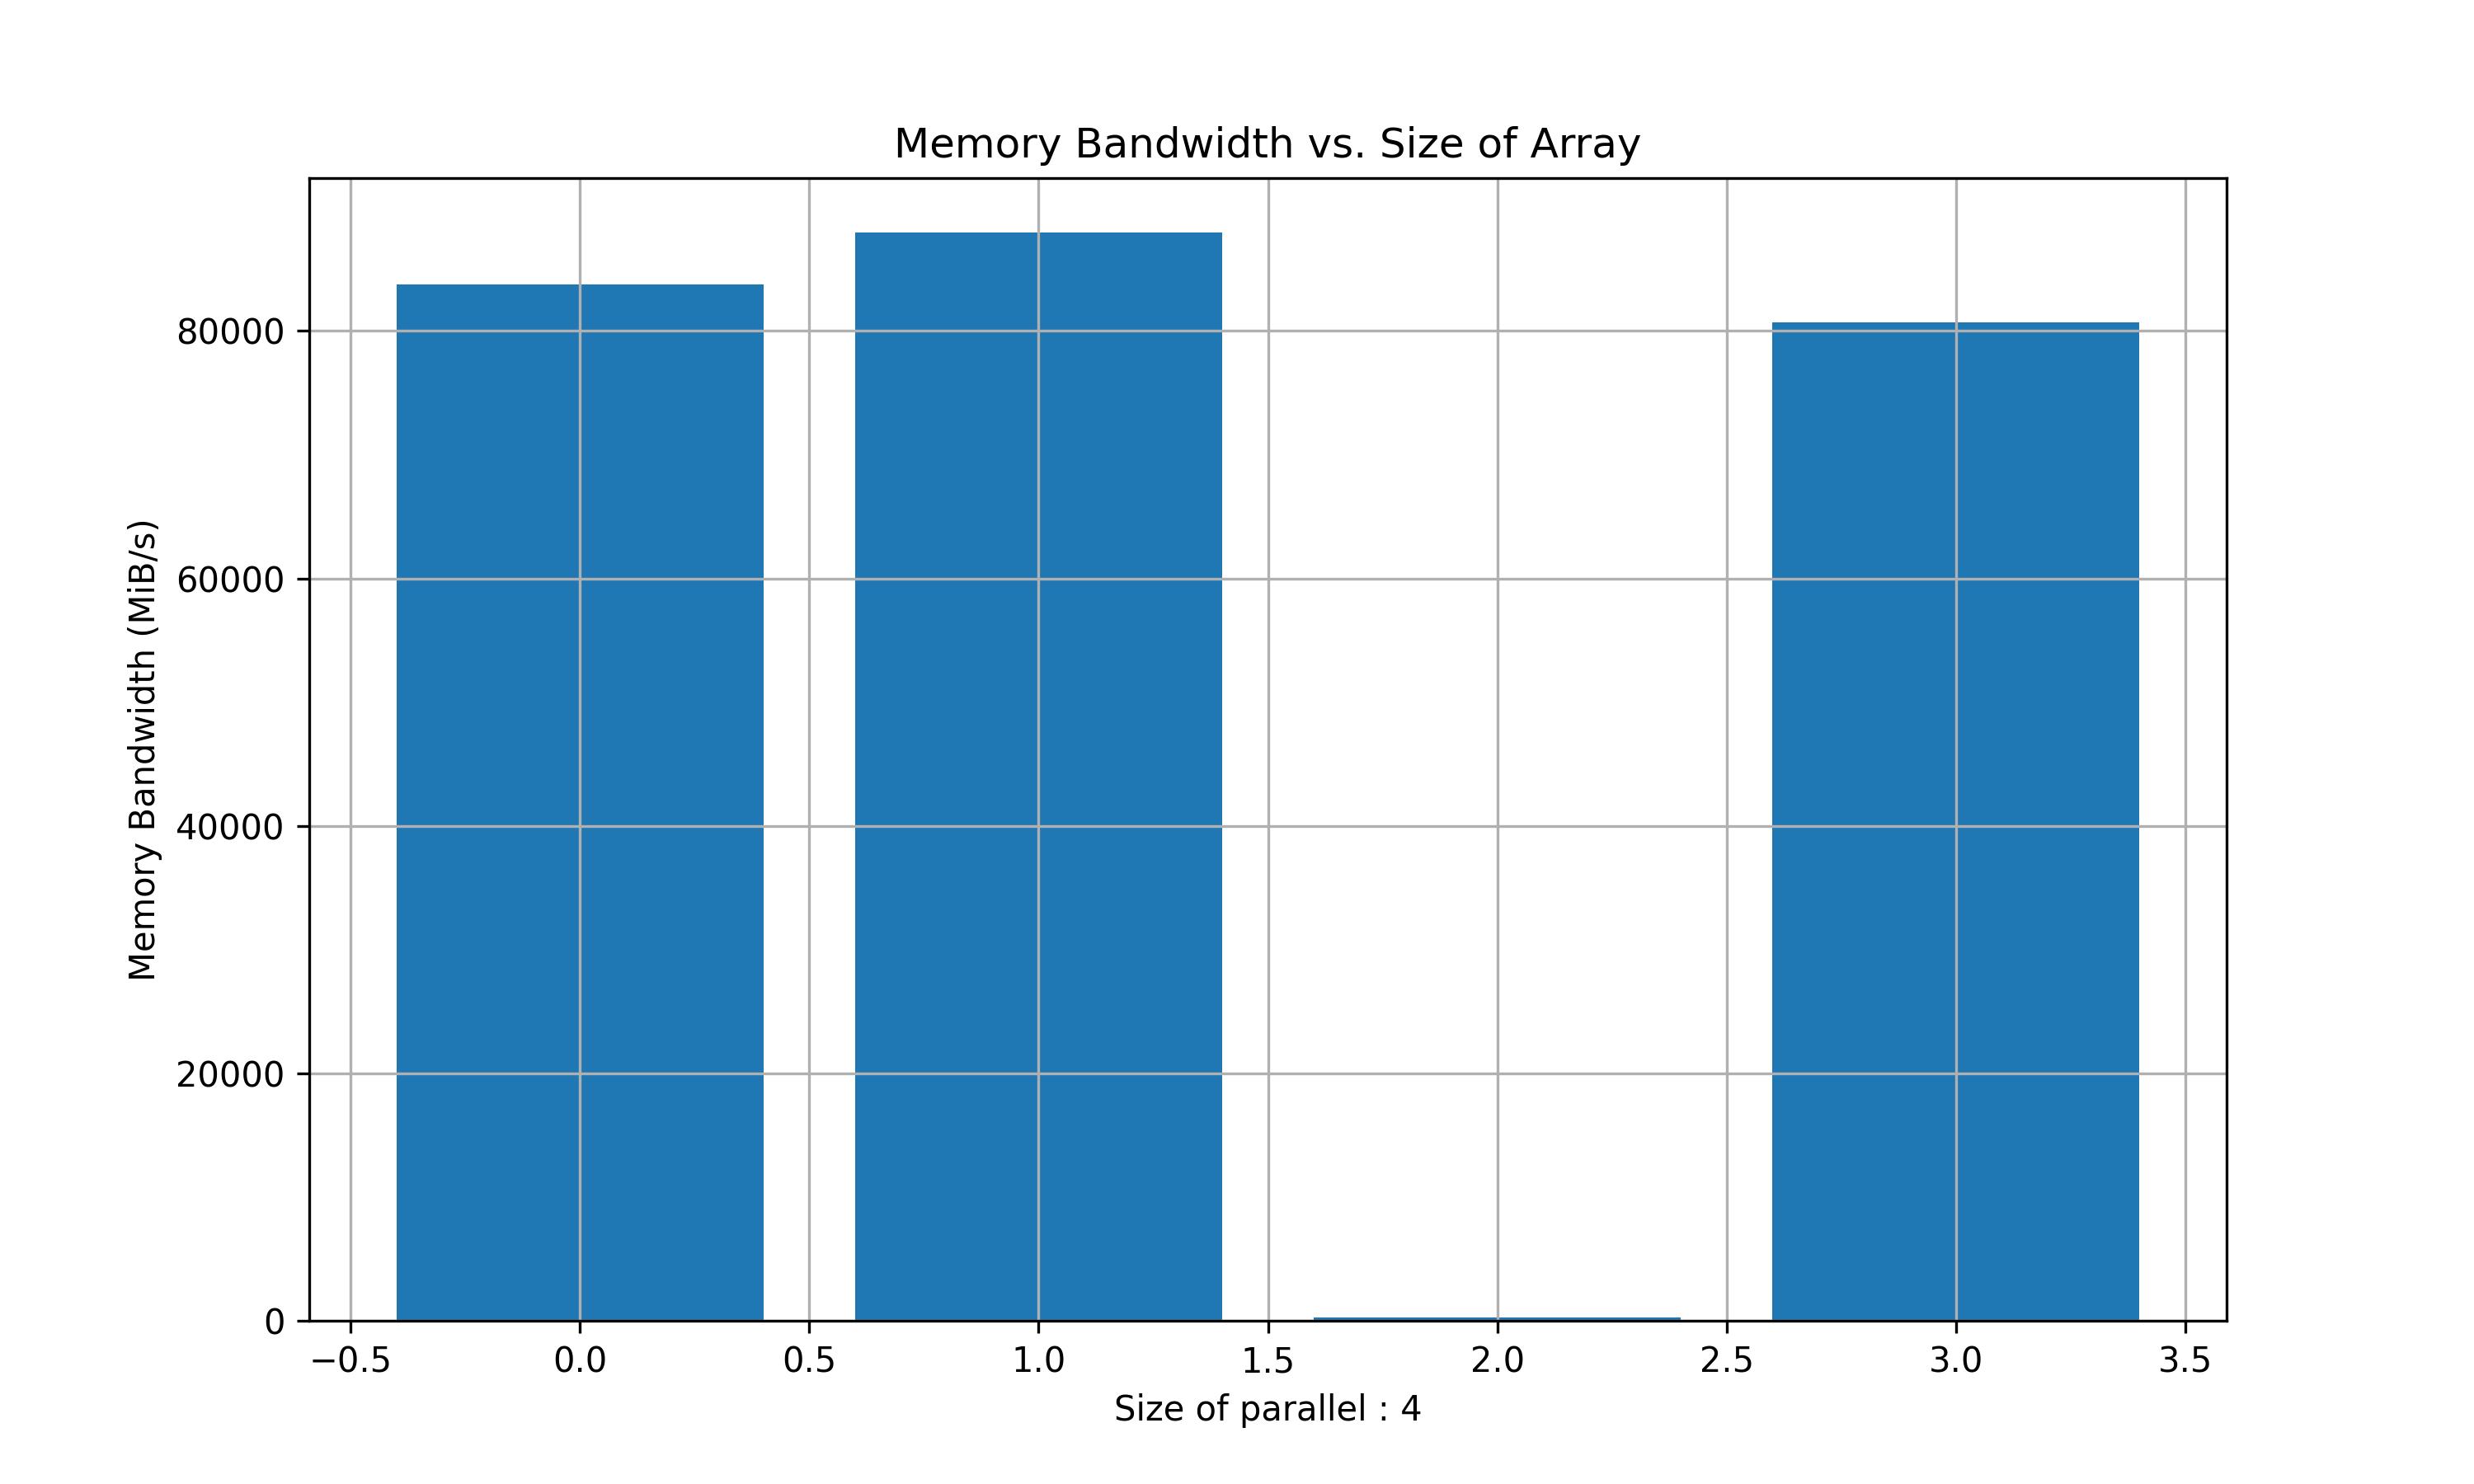 Memory Bandwidth vs. Size of Array
Memory Bandwidth (MiB/s)
80000
60000
40000
20000
0
−0.5 0.0 0.5 1.0 1.5 2.0 2.5 3.0 3.5
Size of parallel : 4